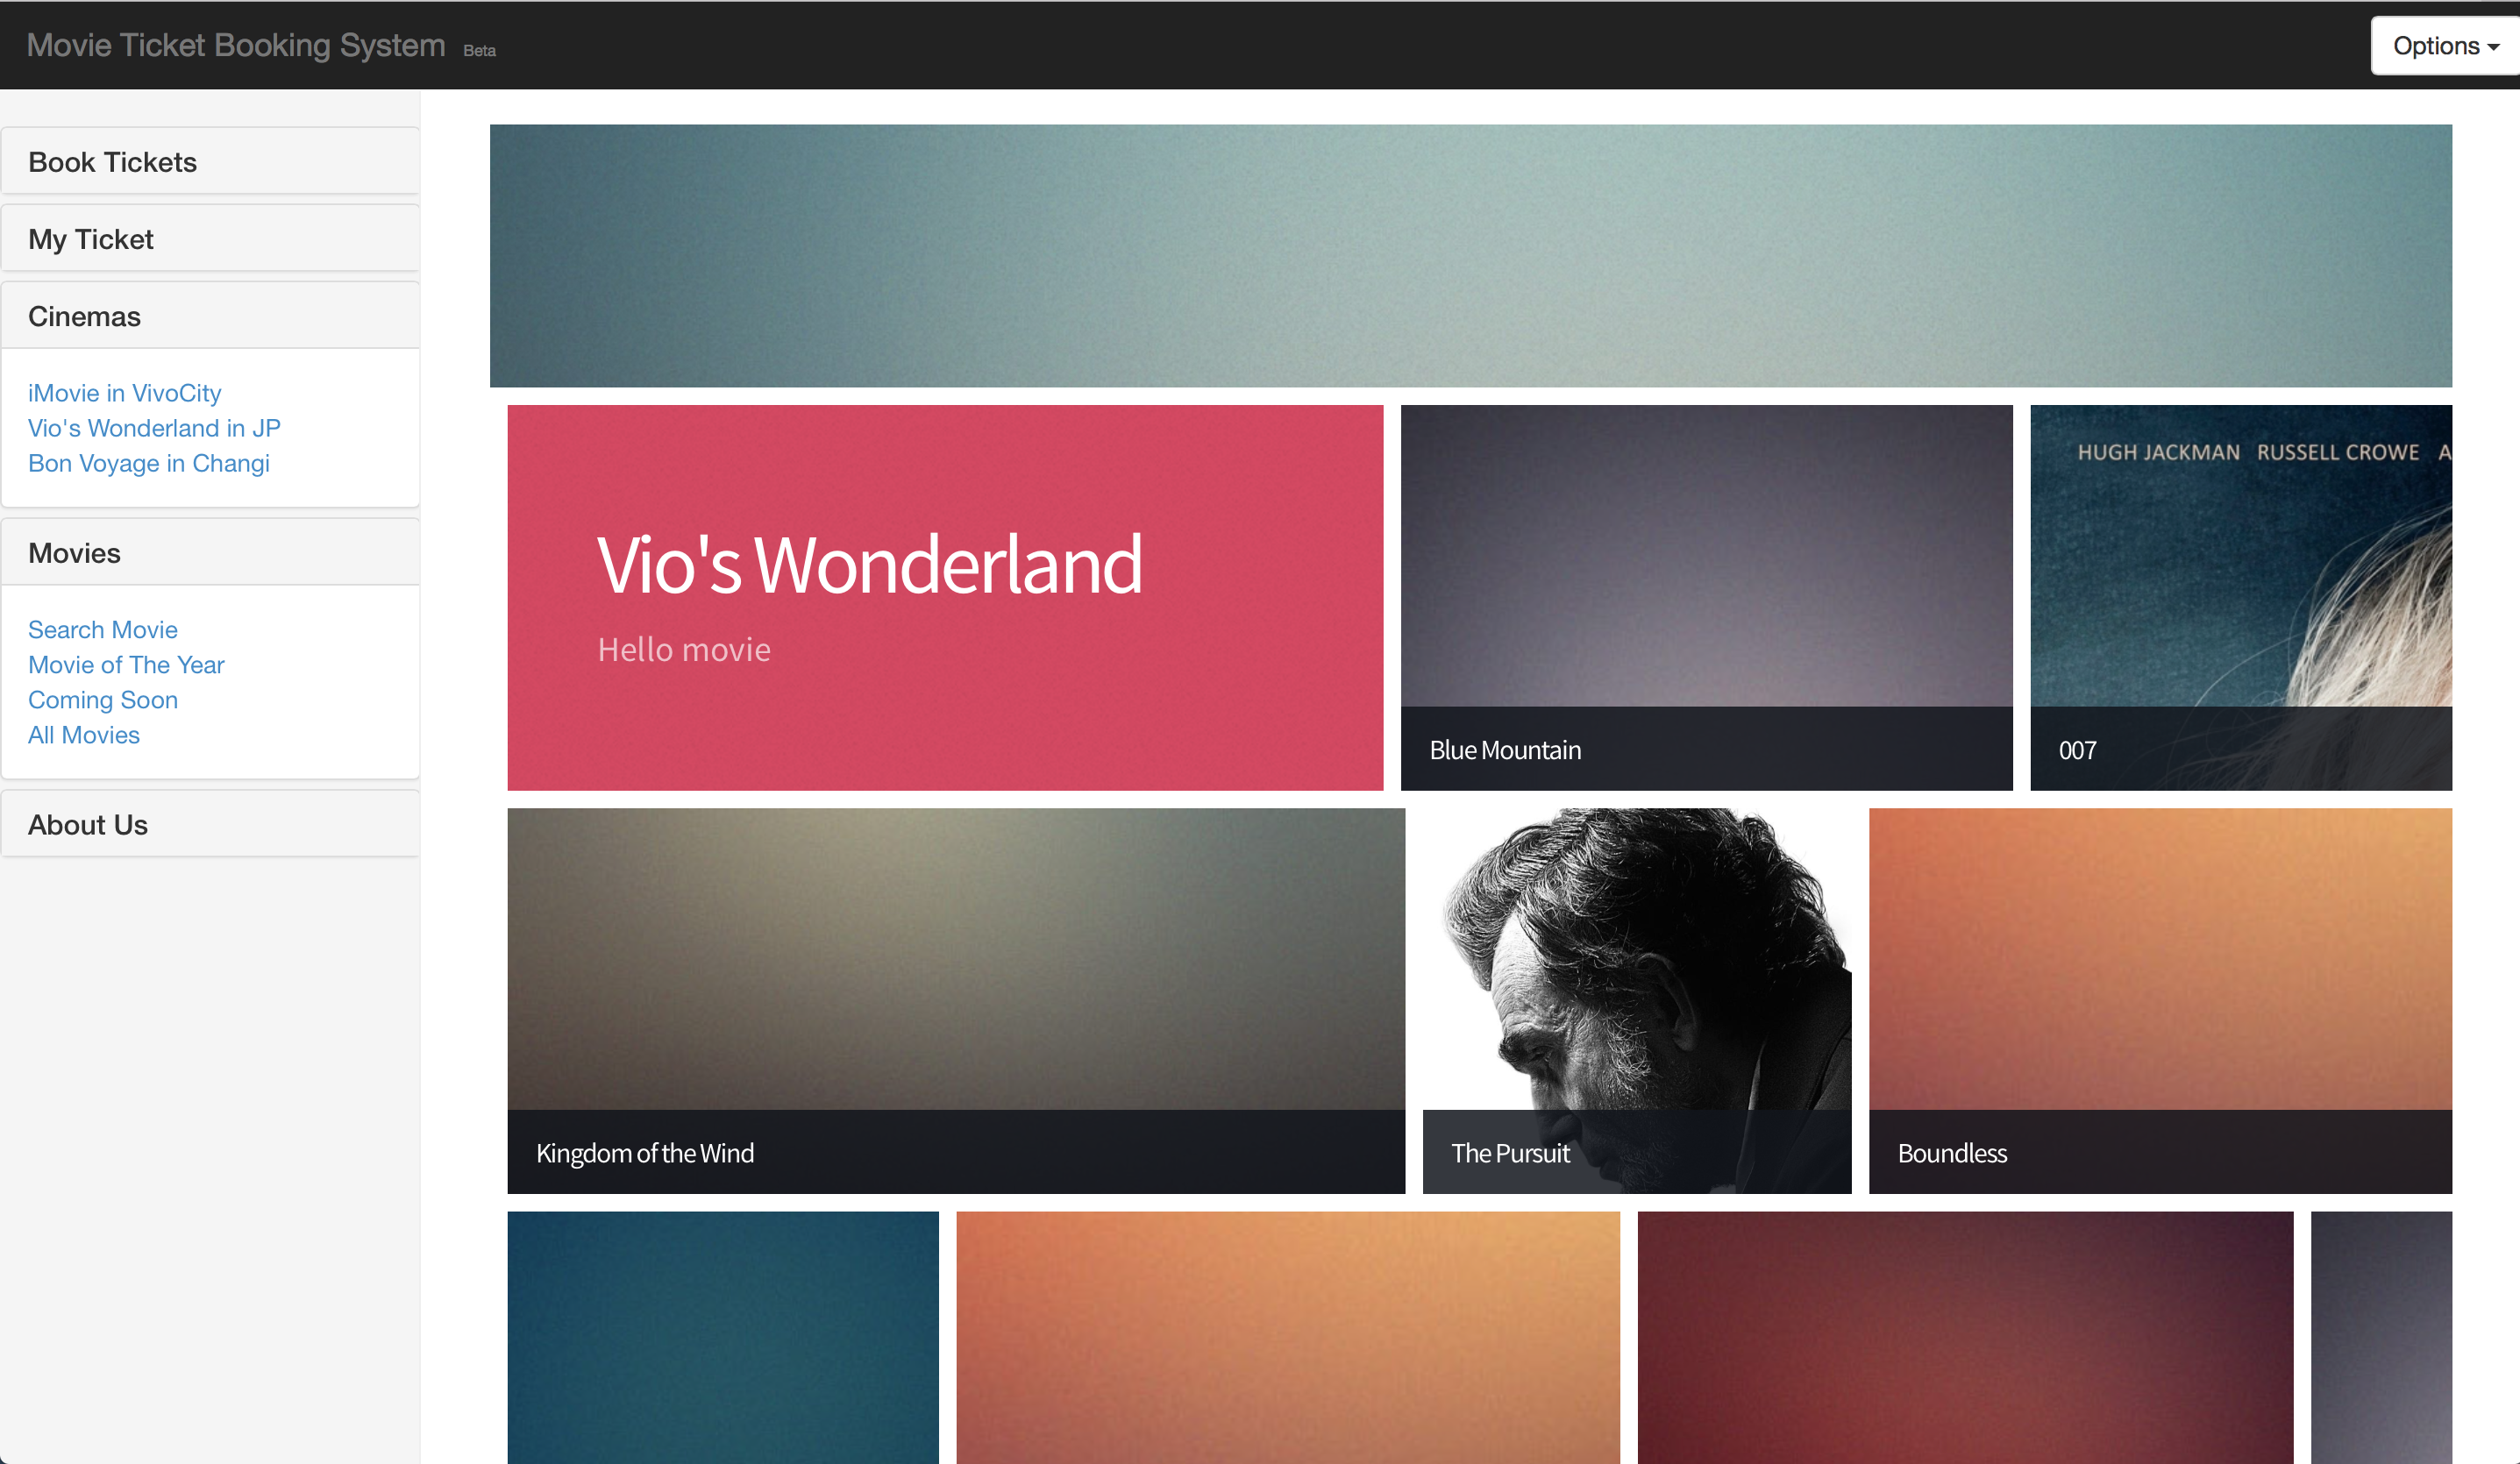 Movie Ticket Booking System Beta
Options
Book Tickets
My Ticket
Cinemas
iMovie in VivoCity
Vio's Wonderland in JP
Bon Voyage in Changi
Movies
Search Movie
Movie of The Year
Coming Soon
All Movies
About Us
Vio's Wonderland
Hello movie
HUGH JACKMAN RUSSELL CROWE A
Blue Mountain
007
Kingdom of the Wind
The Pursuit
Boundless